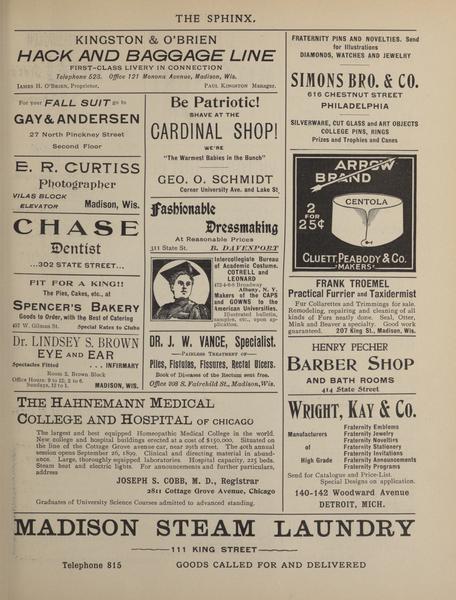 THE SPHINX.
KINGSTON & O'BRIEN
HACK AND BAGGAGE LINE
FIRST-CLASS LIVERY IN CONNECTION
Telephone 523. Office 121 Monona Avenue, Madison, Wis.
JAMES H. O'BRIEN, Proprietor. PAUL KINGSTON Manager.
For your FALL SUIT go to
GAY & ANDERSEN
27 North Pinckney Street
Second Floor
E. R. CURTISS
Photographer
VILAS BLOCK
ELEVATOR Madison, Wis.
CHASE
Dentist
...302 STATE STREET...
FIT FOR A KING!!
The Pies, Cakes, etc., at
SPENCER'S BAKERY
Goods to Order, with the Best of Catering
W. Gilman St. Special Rates to Clubs
Dr. LINDSEY S. BROWN
EYE AND EAR
Spectacles Fitted . . . INFIRMARY
Room 2. Brown Block
Office Hours: 9 to 12; 2 to 6.
Sundays, 12 to 1. MADISON, WIS.
Be Patriotic!
SHAVE AT THE
CARDINAL SHOP!
WE'RE
"The Warmest Babies in the Bunch"
GEO. O. SCHMIDT
Corner University Ave. and Lake St.
Fashionable
Dressmaking
At Reasonable Prices
311 State St. B. DAVENPORT
Intercollegiate Bureau
of Academic Costume.
COTRELL and
LEONARD
472-4-6-8 Broadway
Albany, N. Y.
Makers of the CAPS
and GOWNS to the
American Universities.
Illustrated bulletin,
samples, etc., upon ap-
plication.
DR. J. W. VANCE, Specialist.
—PAINLESS TREATMENT OF—
Piles, Fistulas, Fissures, Rectal Ulcers.
Book of Diseases of the Rectum sent free.
Office 208 S. Fairchild St., Madison, Wis.
THE HAHNEMANN MEDICAL
COLLEGE AND HOSPITAL OF CHICAGO
The largest and best equipped Homeopathic Medical College in the world.
New college and hospital buildings erected at a cost of $150,000. Situated on
the line of the Cottage Grove avenue car, near 29th street. The 40th annual
session opens September 26, 1899. Clinical and directing material in abund-
ance. Large, thoroughly equipped laboratories. Hospital capacity, 225 beds.
Steam heat and electric lights. For announcements and further particulars,
address
JOSEPH S. COBB, M. D., Registrar
2811 Cottage Grove Avenue, Chicago
Graduates of University Science Courses admitted to advanced standing.
FRATERNITY PINS AND NOVELTIES. Send
for Illustrations
DIAMONDS, WATCHES AND JEWELRY
SIMONS BRO. & CO.
616 CHESTNUT STREET
PHILADELPHIA
SILVERWARE, CUT GLASS and ART OBJECTS
COLLEGE PINS, RINGS
Prizes and Trophies and Canes
ARROW
BRAND
CENTOLA
2
FOR
25¢
CLUETT, PEABODY & CO.
MAKERS
FRANK TROEMEL
Practical Furrier and Taxidermist
Fur Collarettes and Trimmings for sale.
Remodeling, repairing and cleaning of all
kinds of Furs neatly done. Seal, Otter,
Mink and Beaver a specialty. Good work
guaranteed. 207 King St., Madison, Wis.
HENRY PECHER
BARBER SHOP
AND BATH ROOMS
414 State Street
WRIGHT, KAY & CO.
Manufacturers
of
High Grade
Fraternity Emblems
Fraternity Jewelry
Fraternity Novelties
Fraternity Stationery
Fraternity Invitations
Fraternity Announcements
Fraternity Programs
Send for Catalogue and Price-List.
Special Designs on application.
140-142 Woodward Avenue
DETROIT, MICH.
MADISON STEAM LAUNDRY
111 KING STREET
Telephone 815 GOODS CALLED FOR AND DELIVERED